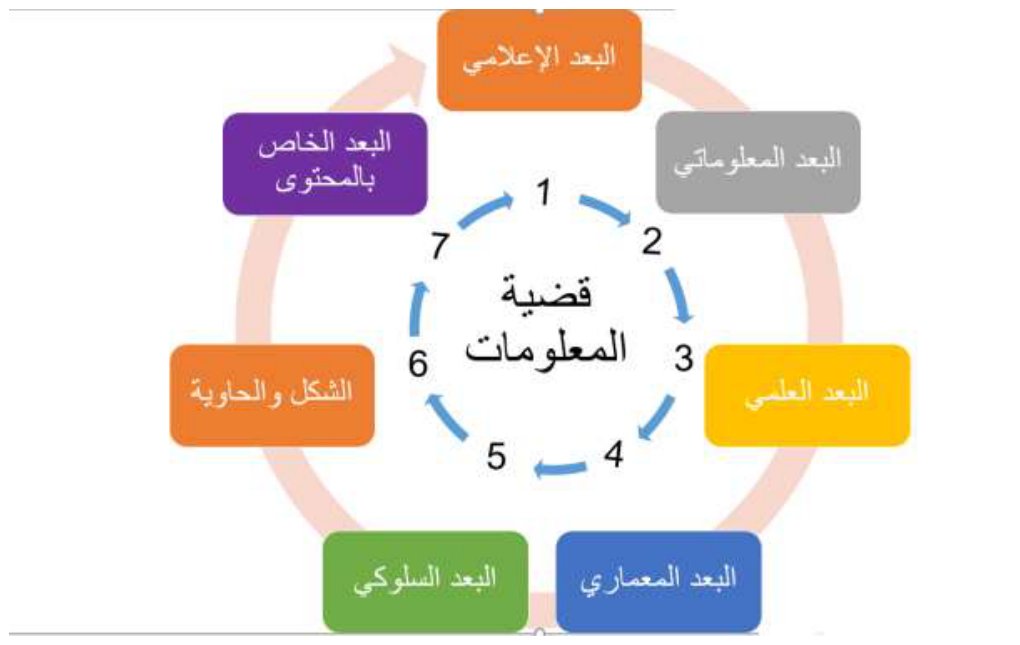 البعد الإعلامي
البعد المعلوماتي
البعد العلمي
البعد المعماري
البعد السلوكي
الشكل والحاوية
البعد الخاص
بالمحتوى
1
2
3
4
5
6
7
قضية
المعلومات